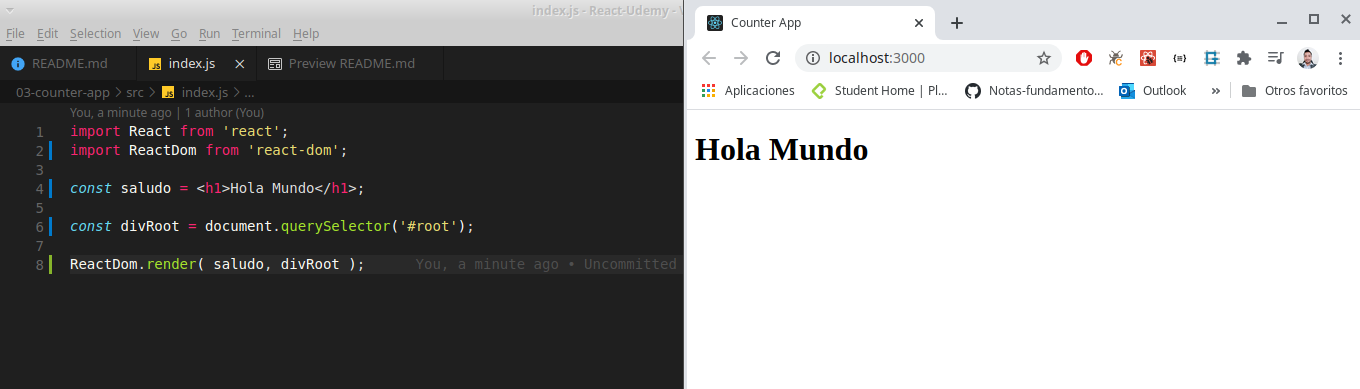 index.js - React-Udemy - V
File Edit Selection View Go Run Terminal Help
README.md index.js Preview README.md
03-counter-app > src > JS index.js > ...
You, a minute ago | 1 author (You)
1 import React from 'react';
2 import ReactDom from 'react-dom';
3
4 const saludo = <h1>Hola Mundo</h1>;
5
6 const divRoot = document.querySelector('#root');
7
8 ReactDom.render( saludo, divRoot ); You, a minute ago • Uncommitted
Counter App
localhost:3000
Aplicaciones Student Home | Pl... Notas-fundamento... Outlook » Otros favoritos
Hola Mundo